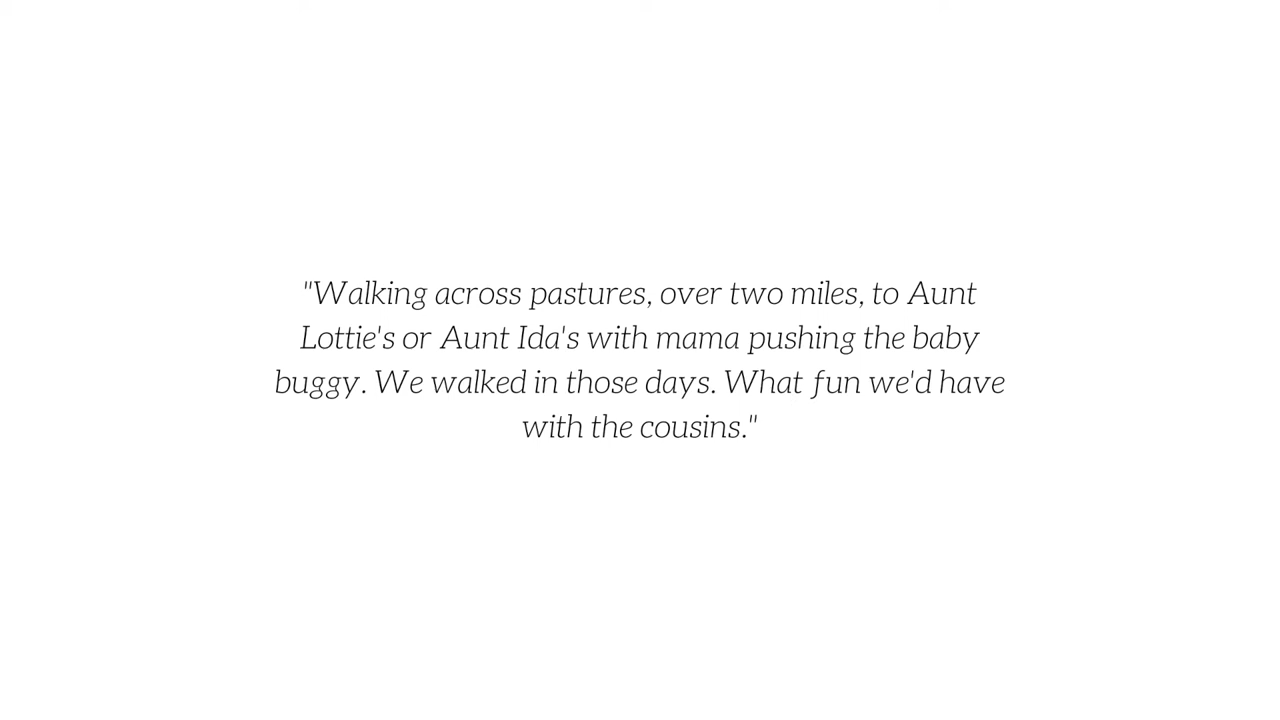 "Walking across pastures, over two miles, to Aunt
Lottie's or Aunt Ida's with mama pushing the baby
buggy. We walked in those days. What fun we'd have
with the cousins."